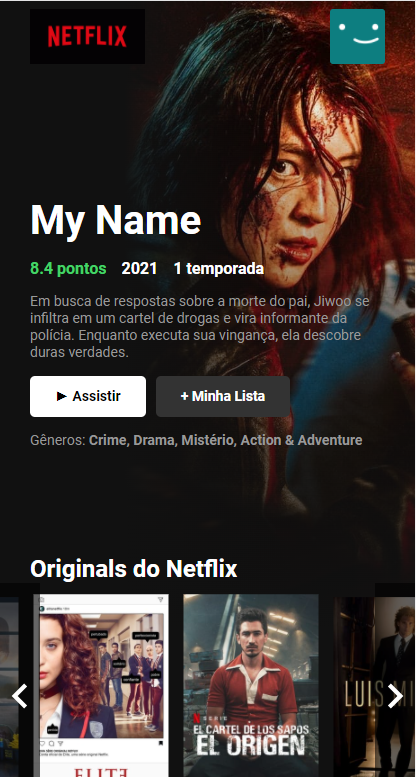 NETFLIX
My Name
8.4 pontos 2021 1 temporada
Em busca de respostas sobre a morte do pai, Jiwoo se
infiltra em um cartel de drogas e vira informante da
polícia. Enquanto executa sua vingança, ela descobre
duras verdades.
► Assistir
+ Minha Lista
Gêneros: Crime, Drama, Mistério, Action & Adventure
Originals do Netflix
ELITE
EL CARTEL DE LOS SAPOS
EL ORIGEN
LUIS MI